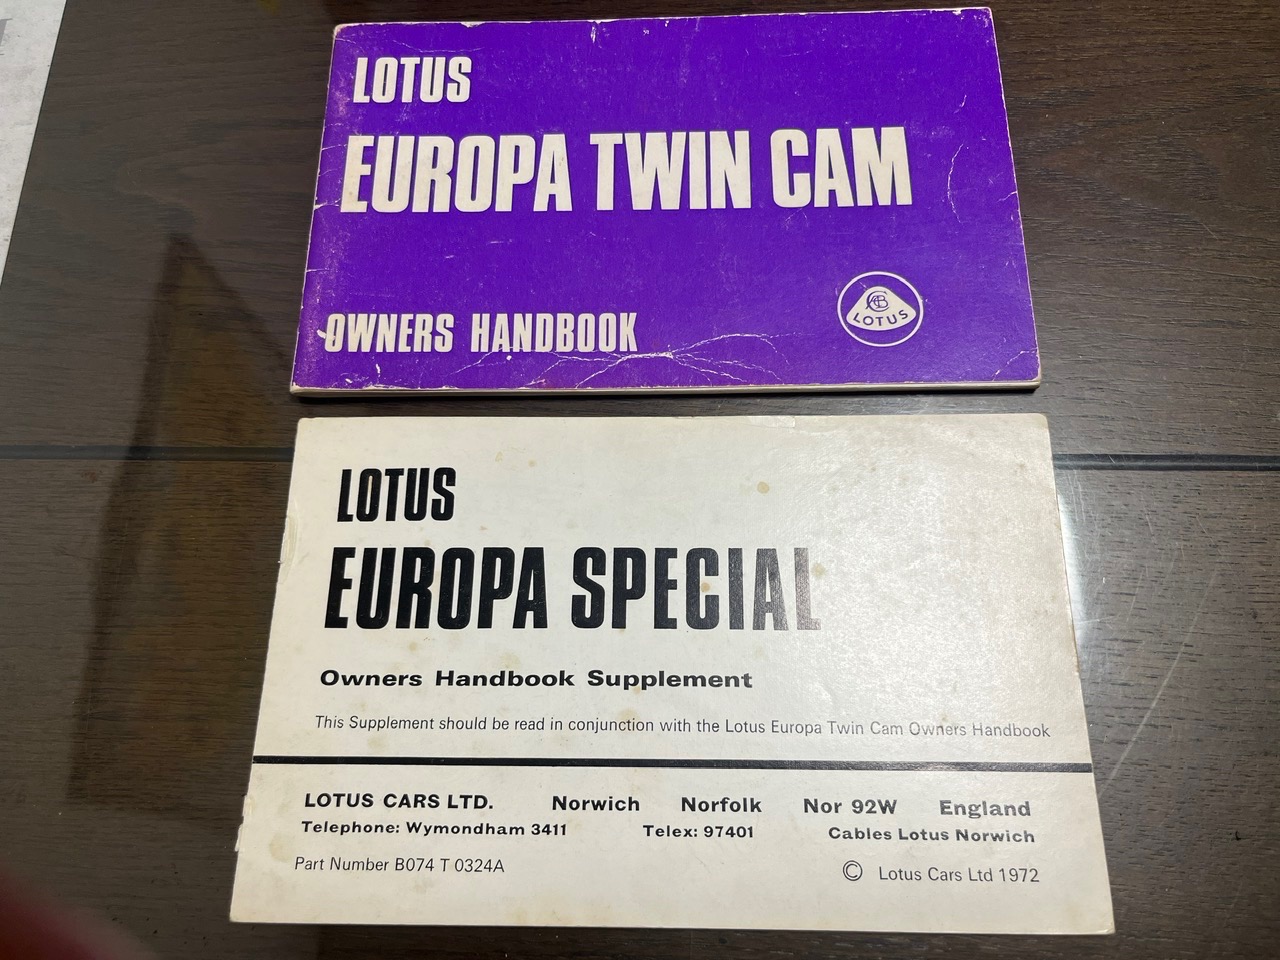 LOTUS
EUROPA TWIN CAM
OWNERS HANDBOOK
ACBC
LOTUS
LOTUS
EUROPA SPECIAL
Owners Handbook Supplement
This Supplement should be read in conjunction with the Lotus Europa Twin Cam Owners Handbook
LOTUS CARS LTD. Norwich Norfolk Nor 92W England
Telephone: Wymondham 3411 Telex: 97401 Cables Lotus Norwich
Part Number B074 T 0324A © Lotus Cars Ltd 1972